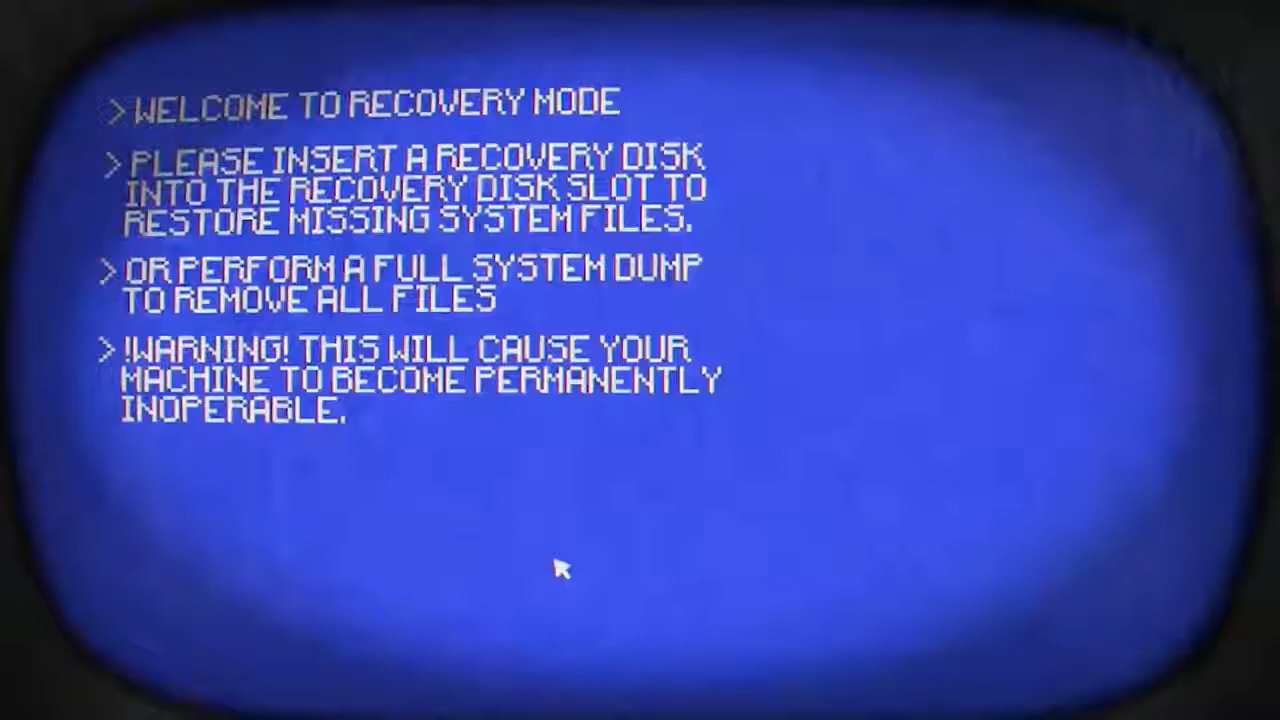 >WELCOME TO RECOVERY MODE
>PLEASE INSERT A RECOVERY DISK
INTO THE RECOVERY DISK SLOT TO
RESTORE MISSING SYSTEM FILES.
>OR PERFORM A FULL SYSTEM DUMP
TO REMOVE ALL FILES
>!WARNING! THIS WILL CAUSE YOUR
MACHINE TO BECOME PERMANENTLY
INOPERABLE.